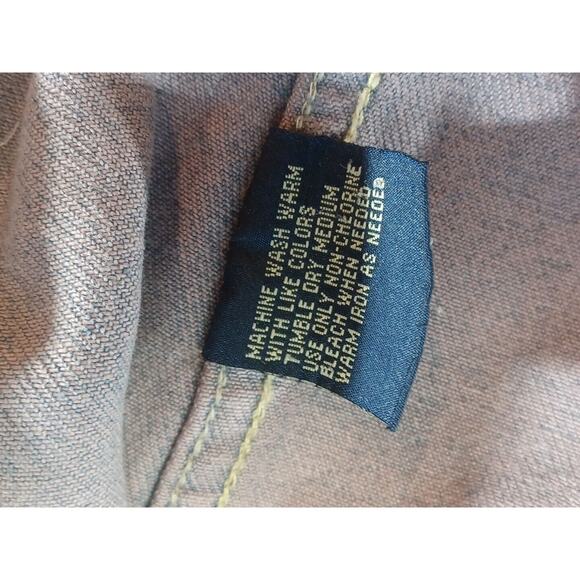 MACHINE WASH WARM
WITH LIKE COLORS
TUMBLE DRY MEDIUM
USE ONLY NON-CHLORINE
BLEACH WHEN NEEDED
WARM IRON AS NEEDED